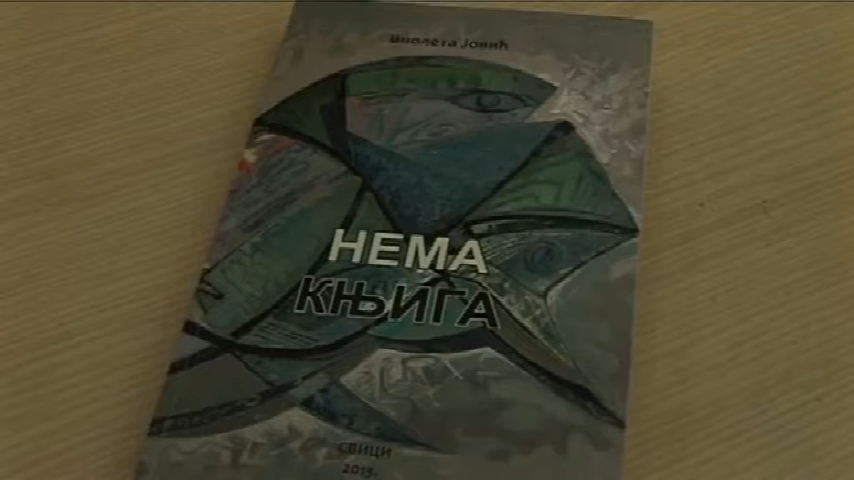 Виолета Јовић
НЕМА
КЊИГА
СВИЦИ
2013.